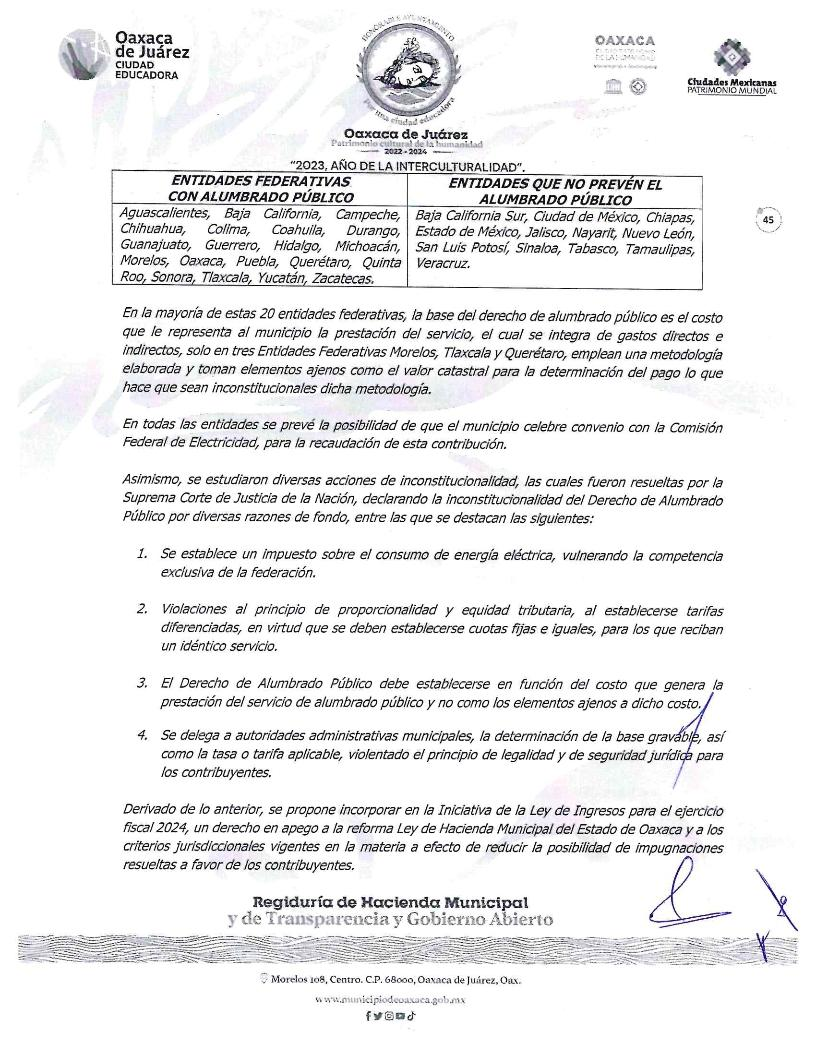 Oaxaca
de Juárez
CIUDAD
EDUCADORA
HONORABLE AYUNTAMIENTO
Por una ciudad educadora
Oaxaca de Juárez
Patrimonio cultural de la humanidad
2022 - 2024
OAXACA
Ciudades Mexicanas
PATRIMONIO MUNDIAL
"2023, AÑO DE LA INTERCULTURALIDAD".
ENTIDADES FEDERATIVAS
CON ALUMBRADO PÚBLICO
ENTIDADES QUE NO PREVÉN EL
ALUMBRADO PÚBLICO
Aguascalientes, Baja California, Campeche,
Chihuahua, Colima, Coahuila, Durango,
Guanajuato, Guerrero, Hidalgo, Michoacán,
Morelos, Oaxaca, Puebla, Querétaro, Quinta
Roo, Sonora, Tlaxcala, Yucatán, Zacatecas.
Baja California Sur, Ciudad de México, Chiapas,
Estado de México, Jalisco, Nayarit, Nuevo León,
San Luis Potosí, Sinaloa, Tabasco, Tamaulipas,
Veracruz.
45
En la mayoría de estas 20 entidades federativas, la base del derecho de alumbrado público es el costo
que le representa al municipio la prestación del servicio, el cual se integra de gastos directos e
indirectos, solo en tres Entidades Federativas Morelos, Tlaxcala y Querétaro, emplean una metodología
elaborada y toman elementos ajenos como el valor catastral para la determinación del pago lo que
hace que sean inconstitucionales dicha metodología.
En todas las entidades se prevé la posibilidad de que el municipio celebre convenio con la Comisión
Federal de Electricidad, para la recaudación de esta contribución.
Asimismo, se estudiaron diversas acciones de inconstitucionalidad, las cuales fueron resueltas por la
Suprema Corte de Justicia de la Nación, declarando la inconstitucionalidad del Derecho de Alumbrado
Público por diversas razones de fondo, entre las que se destacan las siguientes:
1. Se establece un impuesto sobre el consumo de energía eléctrica, vulnerando la competencia
exclusiva de la federación.
2. Violaciones al principio de proporcionalidad y equidad tributaria, al establecerse tarifas
diferenciadas, en virtud que se deben establecerse cuotas fijas e iguales, para los que reciban
un idéntico servicio.
3. El Derecho de Alumbrado Público debe establecerse en función del costo que genera la
prestación del servicio de alumbrado público y no como los elementos ajenos a dicho costo.
4. Se delega a autoridades administrativas municipales, la determinación de la base gravable, así
como la tasa o tarifa aplicable, violentado el principio de legalidad y de seguridad jurídica para
los contribuyentes.
Derivado de lo anterior, se propone incorporar en la Iniciativa de la Ley de Ingresos para el ejercicio
fiscal 2024, un derecho en apego a la reforma Ley de Hacienda Municipal del Estado de Oaxaca y a los
criterios jurisdiccionales vigentes en la materia a efecto de reducir la posibilidad de impugnaciones
resueltas a favor de los contribuyentes.
Regiduría de Hacienda Municipal
y de Transparencia y Gobierno Abierto
Morelos 108, Centro. C.P. 68000, Oaxaca de Juárez, Oax.
www.municipiodeoaxaca.gob.mx